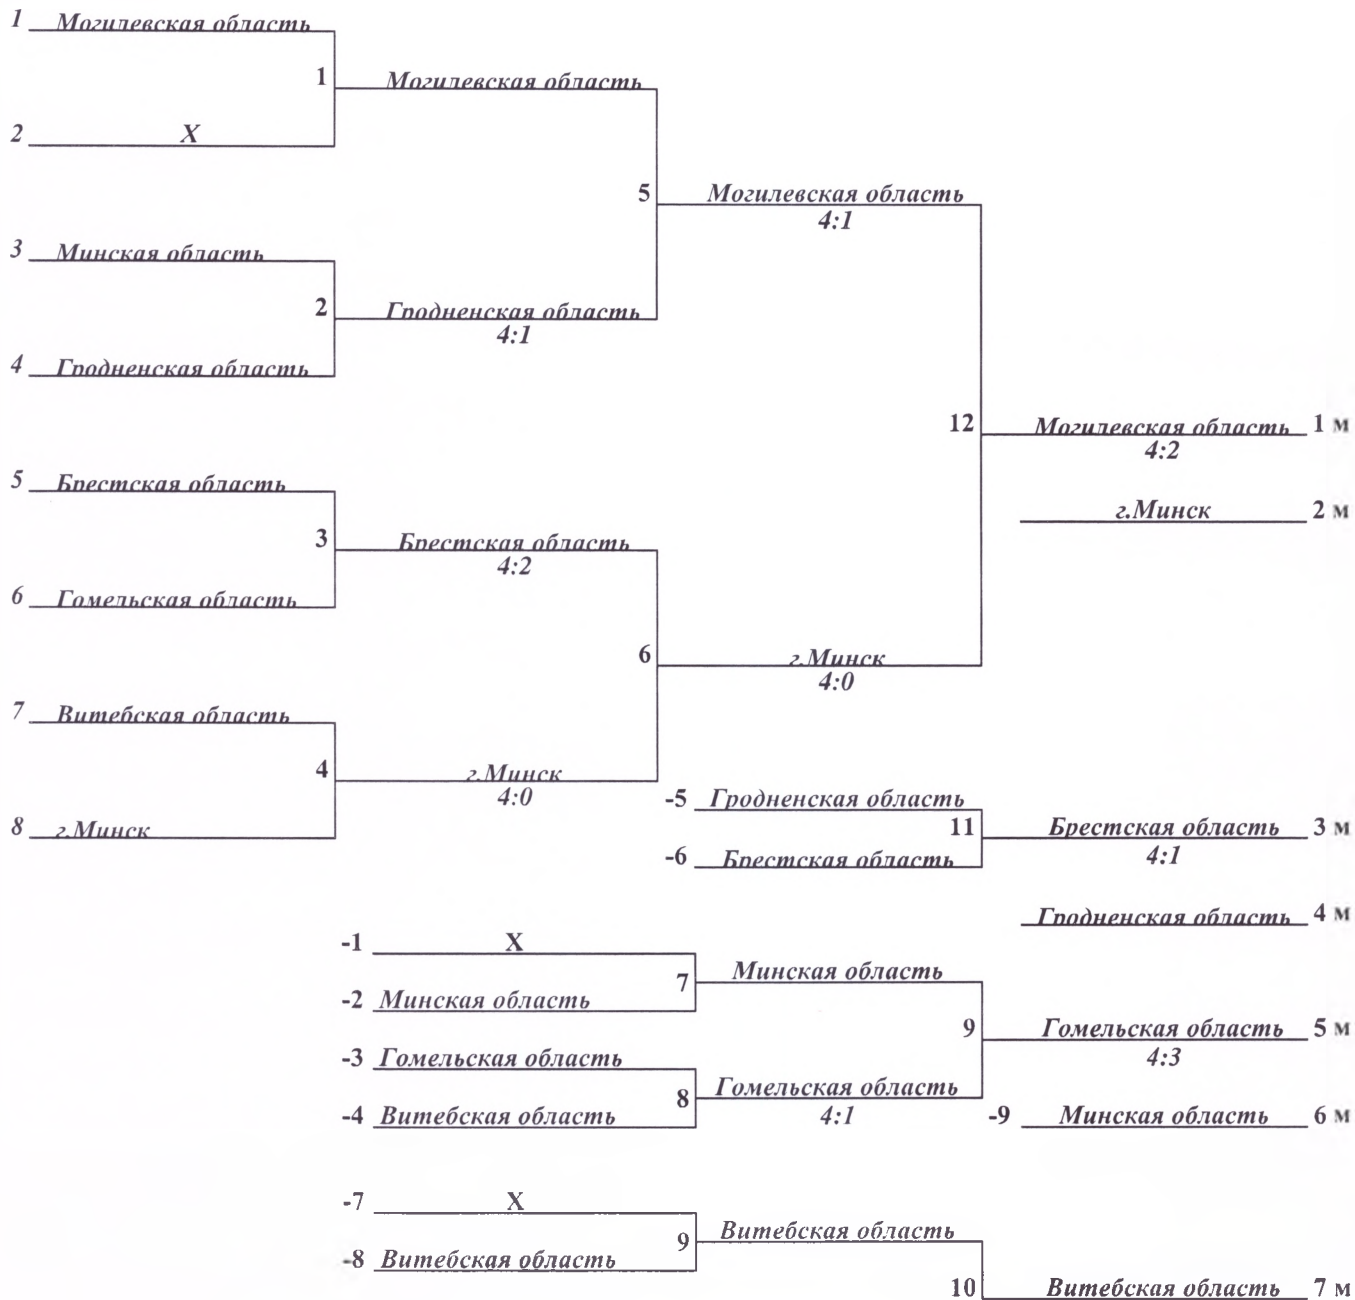 1 Могилевская область
1 Могилевская область
2 X
5 Могилевская область
4:1
3 Минская область
2 Гродненская область
4:1
4 Гродненская область
12 Могилевская область 1 м
4:2
5 Брестская область
г.Минск 2 м
3 Брестская область
4:2
6 Гомельская область
6 г.Минск
4:0
7 Витебская область
4 г.Минск
4:0
-5 Гродненская область
8 г.Минск
11 Брестская область 3 м
4:1
-6 Брестская область
Гродненская область 4 м
-1 X
7 Минская область
-2 Минская область
9 Гомельская область 5 м
4:3
-3 Гомельская область
8 Гомельская область
4:1
-4 Витебская область
-9 Минская область 6 м
-7 X
9 Витебская область
-8 Витебская область
10 Витебская область 7 м